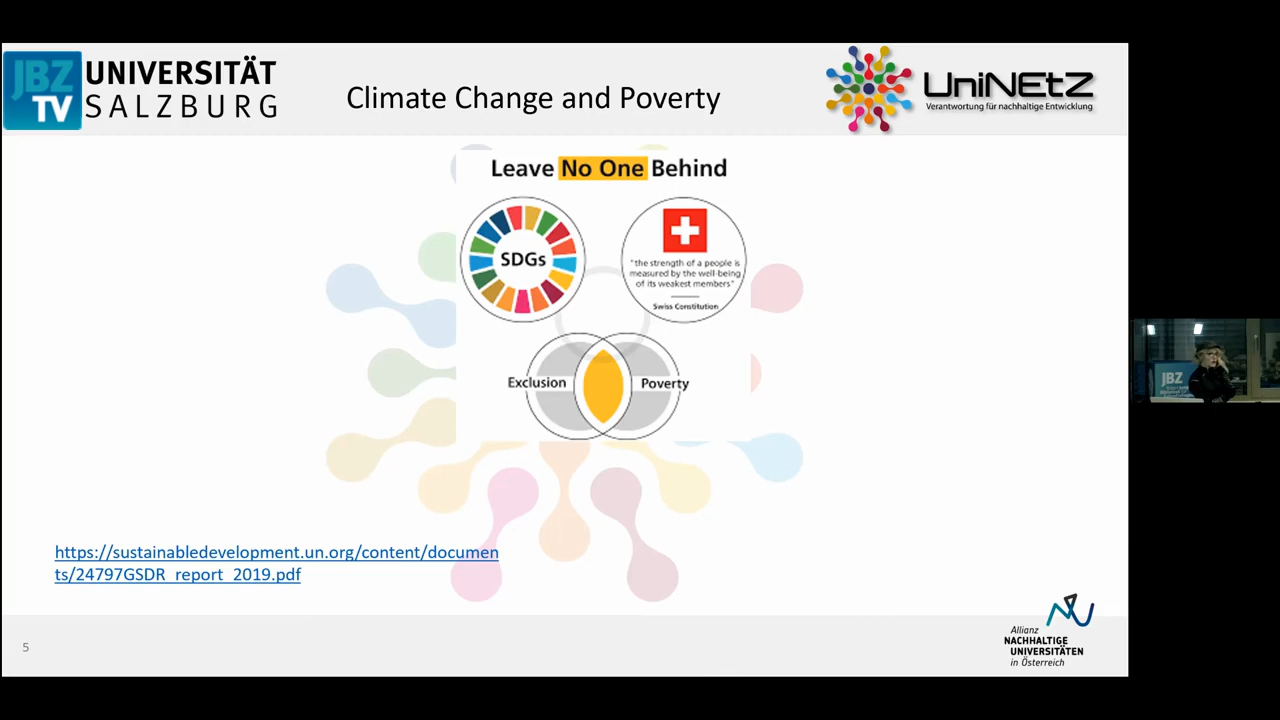 JBZ
TV
UNIVERSITÄT
SALZBURG
Climate Change and Poverty
UniNEtZ
Verantwortung für nachhaltige Entwicklung
Leave No One Behind
SDGs
"the strength of a people is
measured by the well-being
of its weakest members"
Swiss Constitution
Exclusion
Poverty
JBZ
https://sustainabledevelopment.un.org/content/documen
ts/24797GSDR_report_2019.pdf
5
Allianz
NACHHALTIGE
UNIVERSITÄTEN
in Österreich